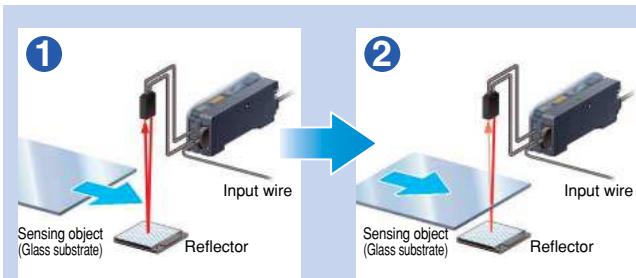 1
Input wire
Sensing object
(Glass substrate)
Reflector
2
Input wire
Sensing object
(Glass substrate)
Reflector